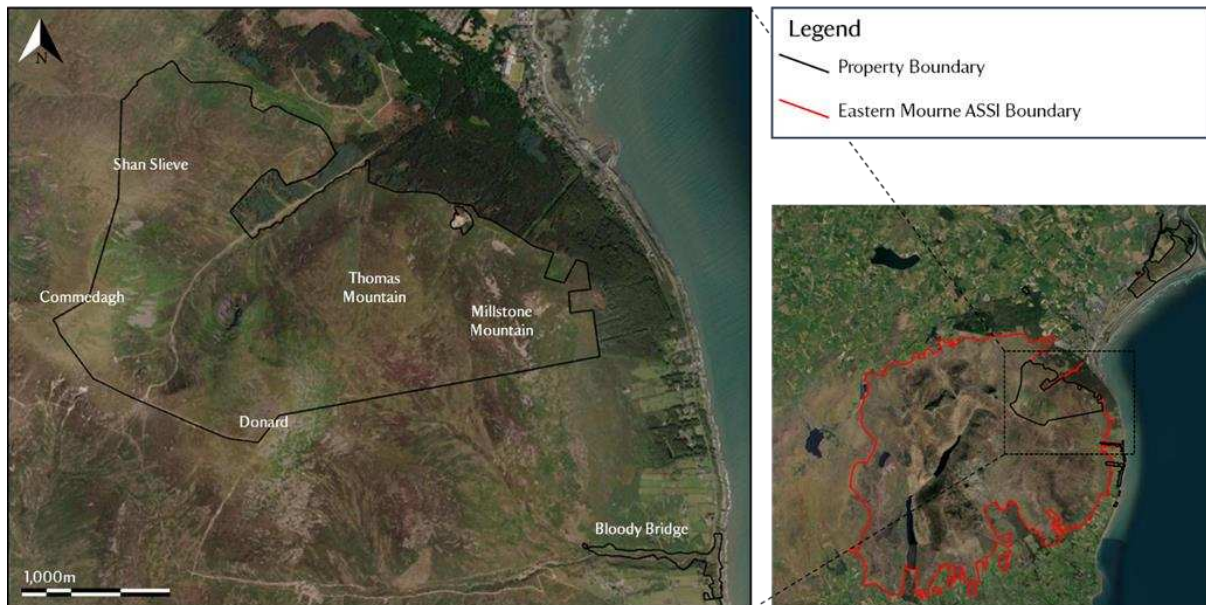 N
Shan Slieve
Commedagh
Thomas
Mountain
Millstone
Mountain
Donard
Bloody Bridge
1,000m
Legend
Property Boundary
Eastern Mourne ASSI Boundary